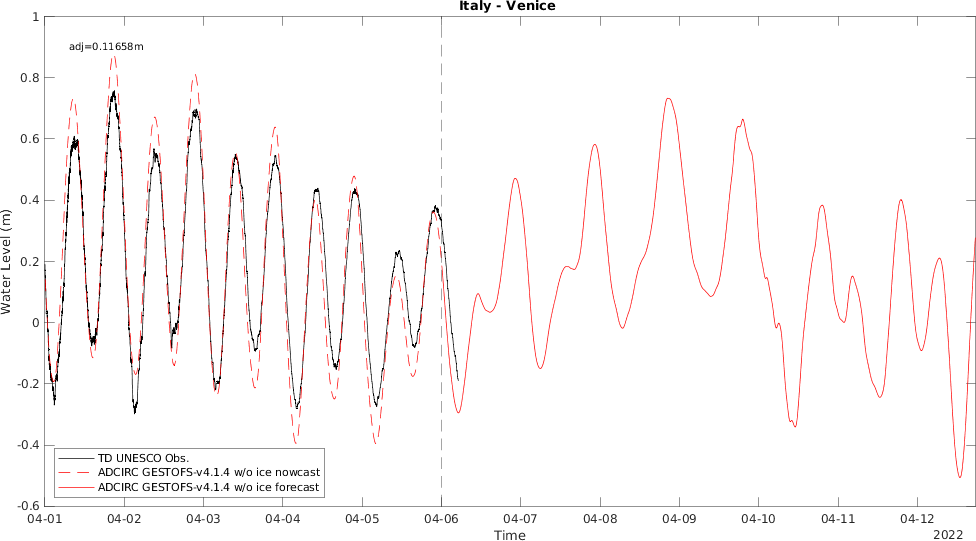 Italy - Venice
adj=0.11658m
1
0.8
0.6
0.4
0.2
0
-0.2
-0.4
-0.6
Water Level (m)
TD UNESCO Obs.
ADCIRC GESTOFS-v4.1.4 w/o ice nowcast
ADCIRC GESTOFS-v4.1.4 w/o ice forecast
04-01 04-02 04-03 04-04 04-05 04-06 04-07 04-08 04-09 04-10 04-11 04-12
Time
2022